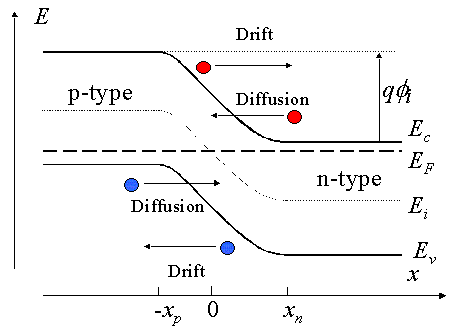 E
Drift
p-type
Diffusion
qϕi
Ec
EF
n-type
Diffusion
Ei
Drift
Ev
x
-xp 0 xn